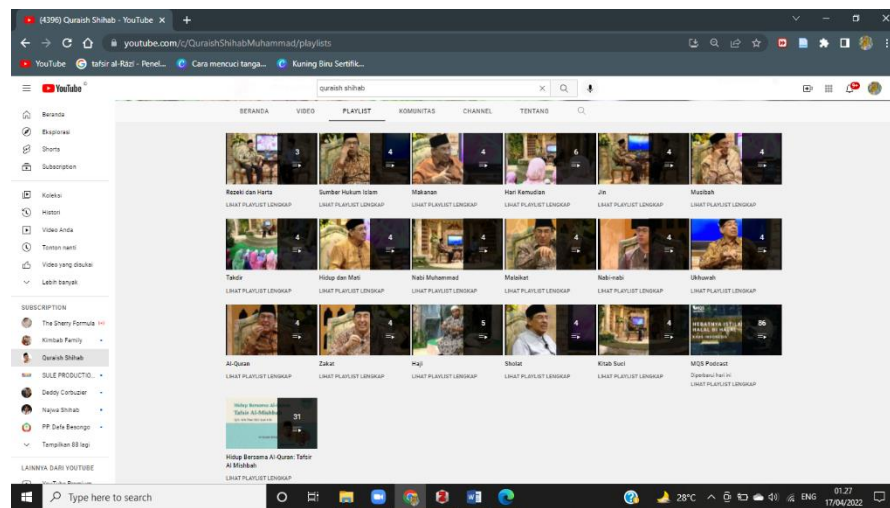 (4396) Quraish Shihab - YouTube
youtube.com/c/QuraishShihabMuhammad/playlists
YouTube
tafsir al-Rāzī - Penel...
Cara mencuci tanga...
Kuning Biru Sertifik...
YouTube
quraish shihab
Beranda
Eksplorasi
Shorts
Subscription
Koleksi
Histori
Video Anda
Tonton nanti
Video yang disukai
Lebih banyak
SUBSCRIPTION
The Sherry Formula
Kimbab Family
Quraish Shihab
SULE PRODUCTIO...
Deddy Corbuzier
Najwa Shihab
PP. Dafa Besongo
Tampilkan 88 lagi
LAINNYA DARI YOUTUBE
YouTube Premium
BERANDA VIDEO PLAYLIST KOMUNITAS CHANNEL TENTANG
3 4 4 6 4 4
Rezeki dan Harta Sumber Hukum Islam Makanan Hari Kemudian Jin Musibah
LIHAT PLAYLIST LENGKAP LIHAT PLAYLIST LENGKAP LIHAT PLAYLIST LENGKAP LIHAT PLAYLIST LENGKAP LIHAT PLAYLIST LENGKAP LIHAT PLAYLIST LENGKAP
4 4 4 4 4 4
Takdir Hidup dan Mati Nabi Muhammad Malaikat Nabi-nabi Ukhuwah
LIHAT PLAYLIST LENGKAP LIHAT PLAYLIST LENGKAP LIHAT PLAYLIST LENGKAP LIHAT PLAYLIST LENGKAP LIHAT PLAYLIST LENGKAP LIHAT PLAYLIST LENGKAP
4 4 5 4 4 86
Al-Quran Zakat Haji Sholat Kitab Suci MQS Podcast
LIHAT PLAYLIST LENGKAP LIHAT PLAYLIST LENGKAP LIHAT PLAYLIST LENGKAP LIHAT PLAYLIST LENGKAP LIHAT PLAYLIST LENGKAP Diperbarui hari ini
LIHAT PLAYLIST LENGKAP
Hidup Bersama Al-Quran
Tafsir Al-Mishbah
31
Hidup Bersama Al-Quran: Tafsir
Al Mishbah
LIHAT PLAYLIST LENGKAP
Type here to search
28°C
ENG
01.27
17/04/2022